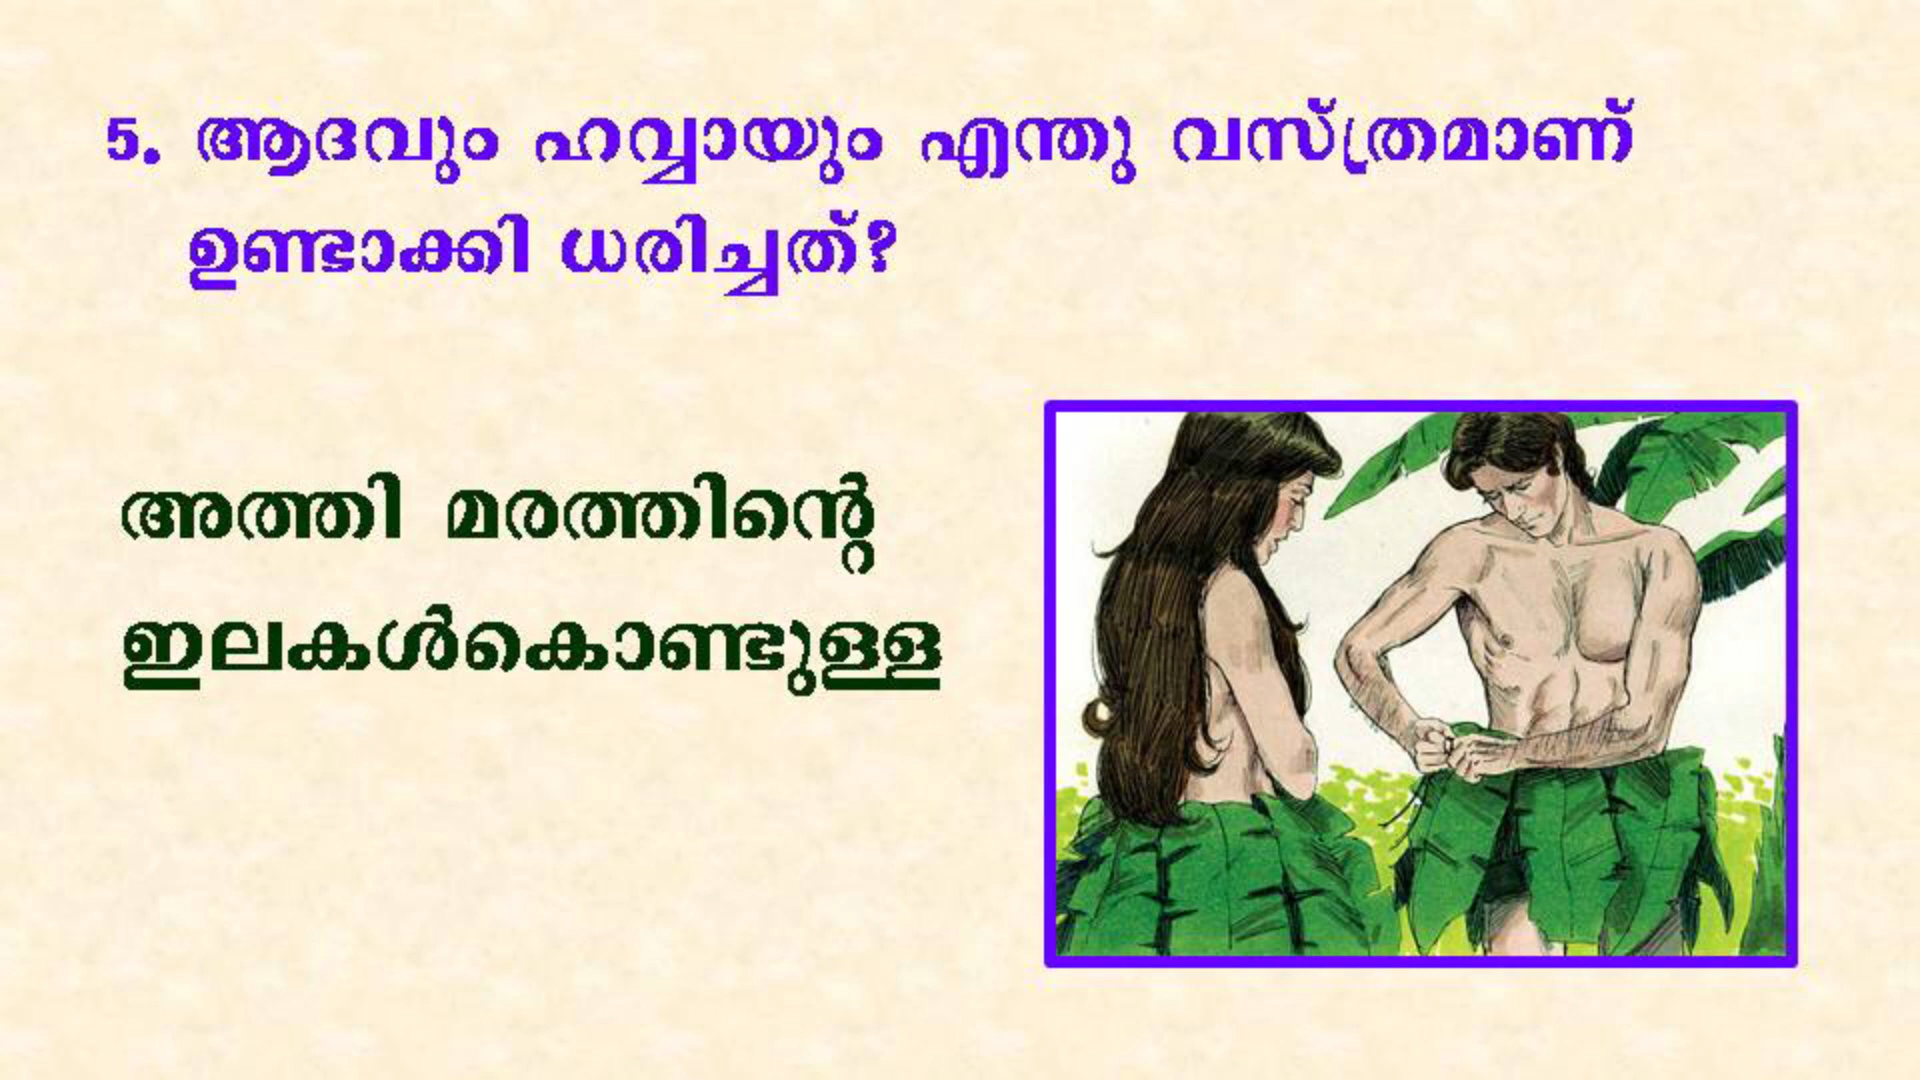 5. ആദവും ഹവ്വായും എന്തു വസ്ത്രമാണ്
ഉണ്ടാക്കി ധരിച്ചത്?
അത്തി മരത്തിന്റെ
ഇലകൾകൊണ്ടുള്ള